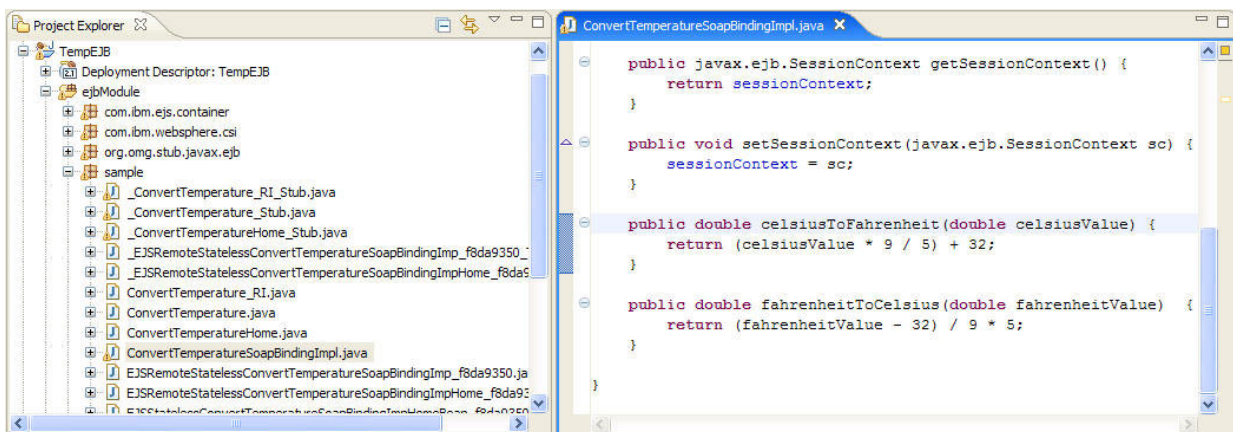 Project Explorer
TempEJB
Deployment Descriptor: TempEJB
ejbModule
com.ibm.ejs.container
com.ibm.websphere.csi
org.omg.stub.javax.ejb
sample
_ConvertTemperature_RI_Stub.java
_ConvertTemperature_Stub.java
_ConvertTemperatureHome_Stub.java
_EJSRemoteStatelessConvertTemperatureSoapBindingImp_f8da9350_
_EJSRemoteStatelessConvertTemperatureSoapBindingImpHome_f8da9
ConvertTemperature_RI.java
ConvertTemperature.java
ConvertTemperatureHome.java
ConvertTemperatureSoapBindingImpl.java
EJSRemoteStatelessConvertTemperatureSoapBindingImp_f8da9350.ja
EJSRemoteStatelessConvertTemperatureSoapBindingImpHome_f8da93
EJSStatelessConvertTemperatureSoapBindingImpHomeBean_f8da9350
ConvertTemperatureSoapBindingImpl.java
public javax.ejb.SessionContext getSessionContext() {
return sessionContext;
}
public void setSessionContext(javax.ejb.SessionContext sc) {
sessionContext = sc;
}
public double celsiusToFahrenheit(double celsiusValue) {
return (celsiusValue * 9 / 5) + 32;
}
public double fahrenheitToCelsius(double fahrenheitValue) {
return (fahrenheitValue - 32) / 9 * 5;
}
}